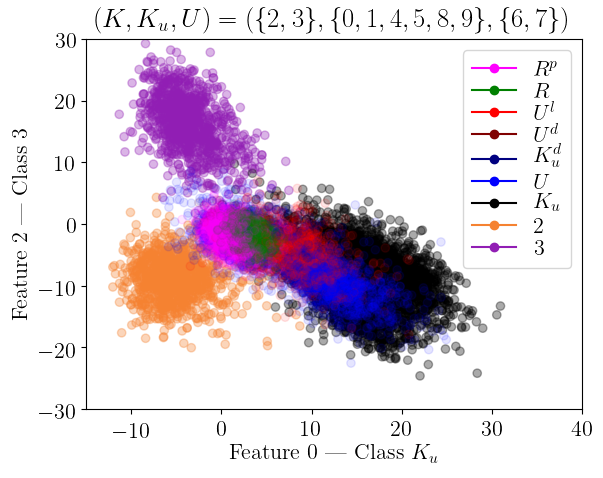 (K, K_u, U) = ({2, 3}, {0, 1, 4, 5, 8, 9}, {6, 7})
30
20
10
0
−10
−20
−30
Feature 2 — Class 3
R^p
R
U^l
U^d
K_u^d
U
K_u
2
3
−10
0
10
20
30
40
Feature 0 — Class K_u